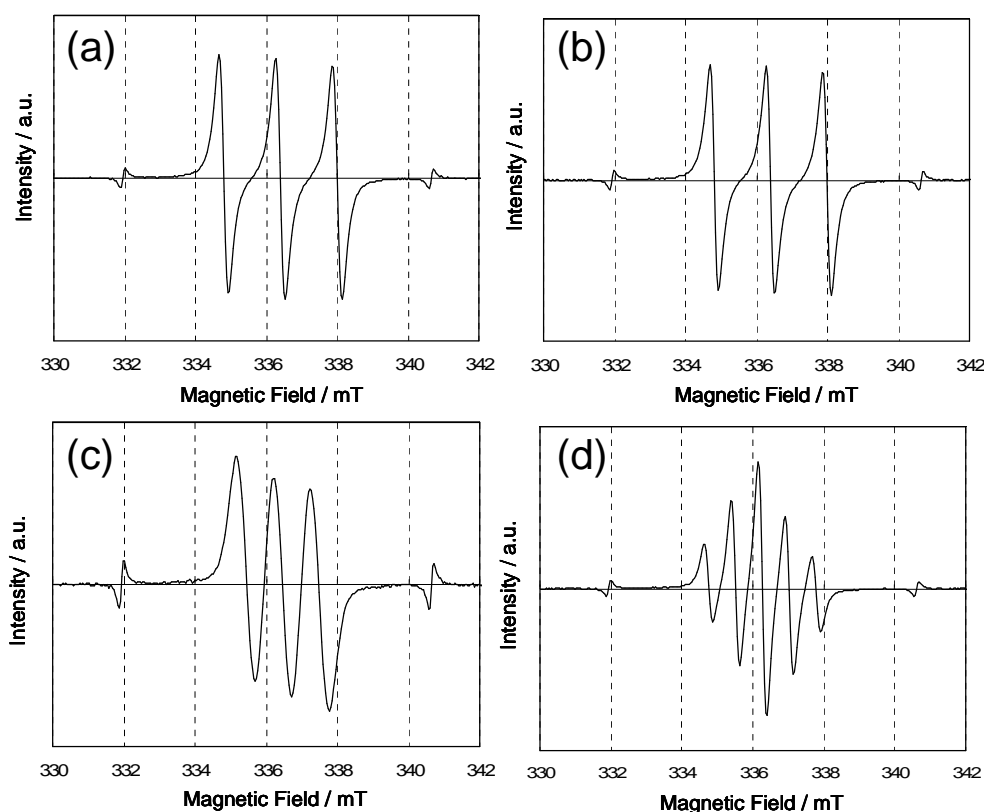 (a)
Intensity / a.u.
330 332 334 336 338 340 342
Magnetic Field / mT
(b)
Intensity / a.u.
330 332 334 336 338 340 342
Magnetic Field / mT
(c)
Intensity / a.u.
330 332 334 336 338 340 342
Magnetic Field / mT
(d)
Intensity / a.u.
330 332 334 336 338 340 342
Magnetic Field / mT